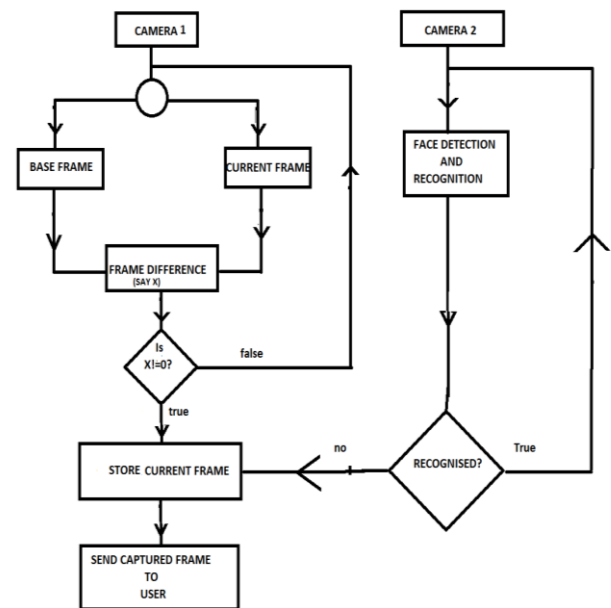 CAMERA 1
BASE FRAME
CURRENT FRAME
FRAME DIFFERENCE
(SAY X)
Is
X!=0?
false
true
STORE CURRENT FRAME
SEND CAPTURED FRAME
TO
USER
CAMERA 2
FACE DETECTION
AND
RECOGNITION
RECOGNISED?
no
True